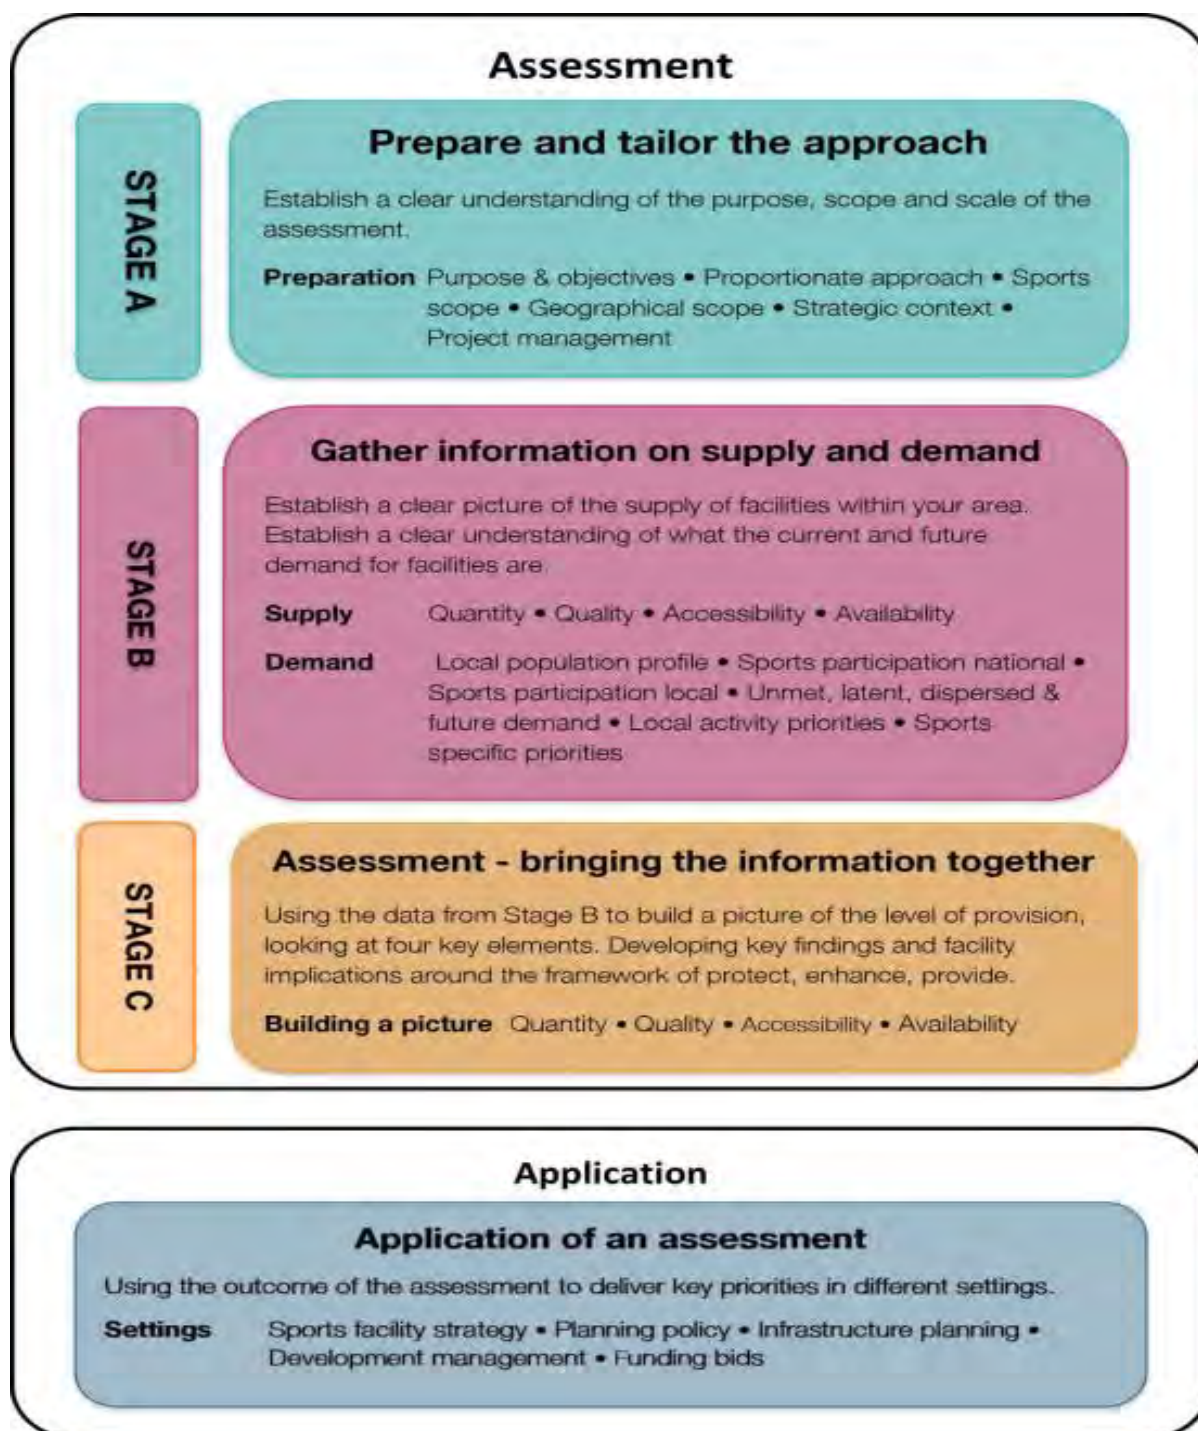 Assessment
STAGE A
Prepare and tailor the approach
Establish a clear understanding of the purpose, scope and scale of the
assessment.
Preparation Purpose & objectives • Proportionate approach • Sports
scope • Geographical scope • Strategic context •
Project management
STAGE B
Gather information on supply and demand
Establish a clear picture of the supply of facilities within your area.
Establish a clear understanding of what the current and future
demand for facilities are.
Supply Quantity • Quality • Accessibility • Availability
Demand Local population profile • Sports participation national •
Sports participation local • Unmet, latent, dispersed &
future demand • Local activity priorities • Sports
specific priorities
STAGE C
Assessment - bringing the information together
Using the data from Stage B to build a picture of the level of provision,
looking at four key elements. Developing key findings and facility
implications around the framework of protect, enhance, provide.
Building a picture Quantity • Quality • Accessibility • Availability
Application
Application of an assessment
Using the outcome of the assessment to deliver key priorities in different settings.
Settings Sports facility strategy • Planning policy • Infrastructure planning •
Development management • Funding bids